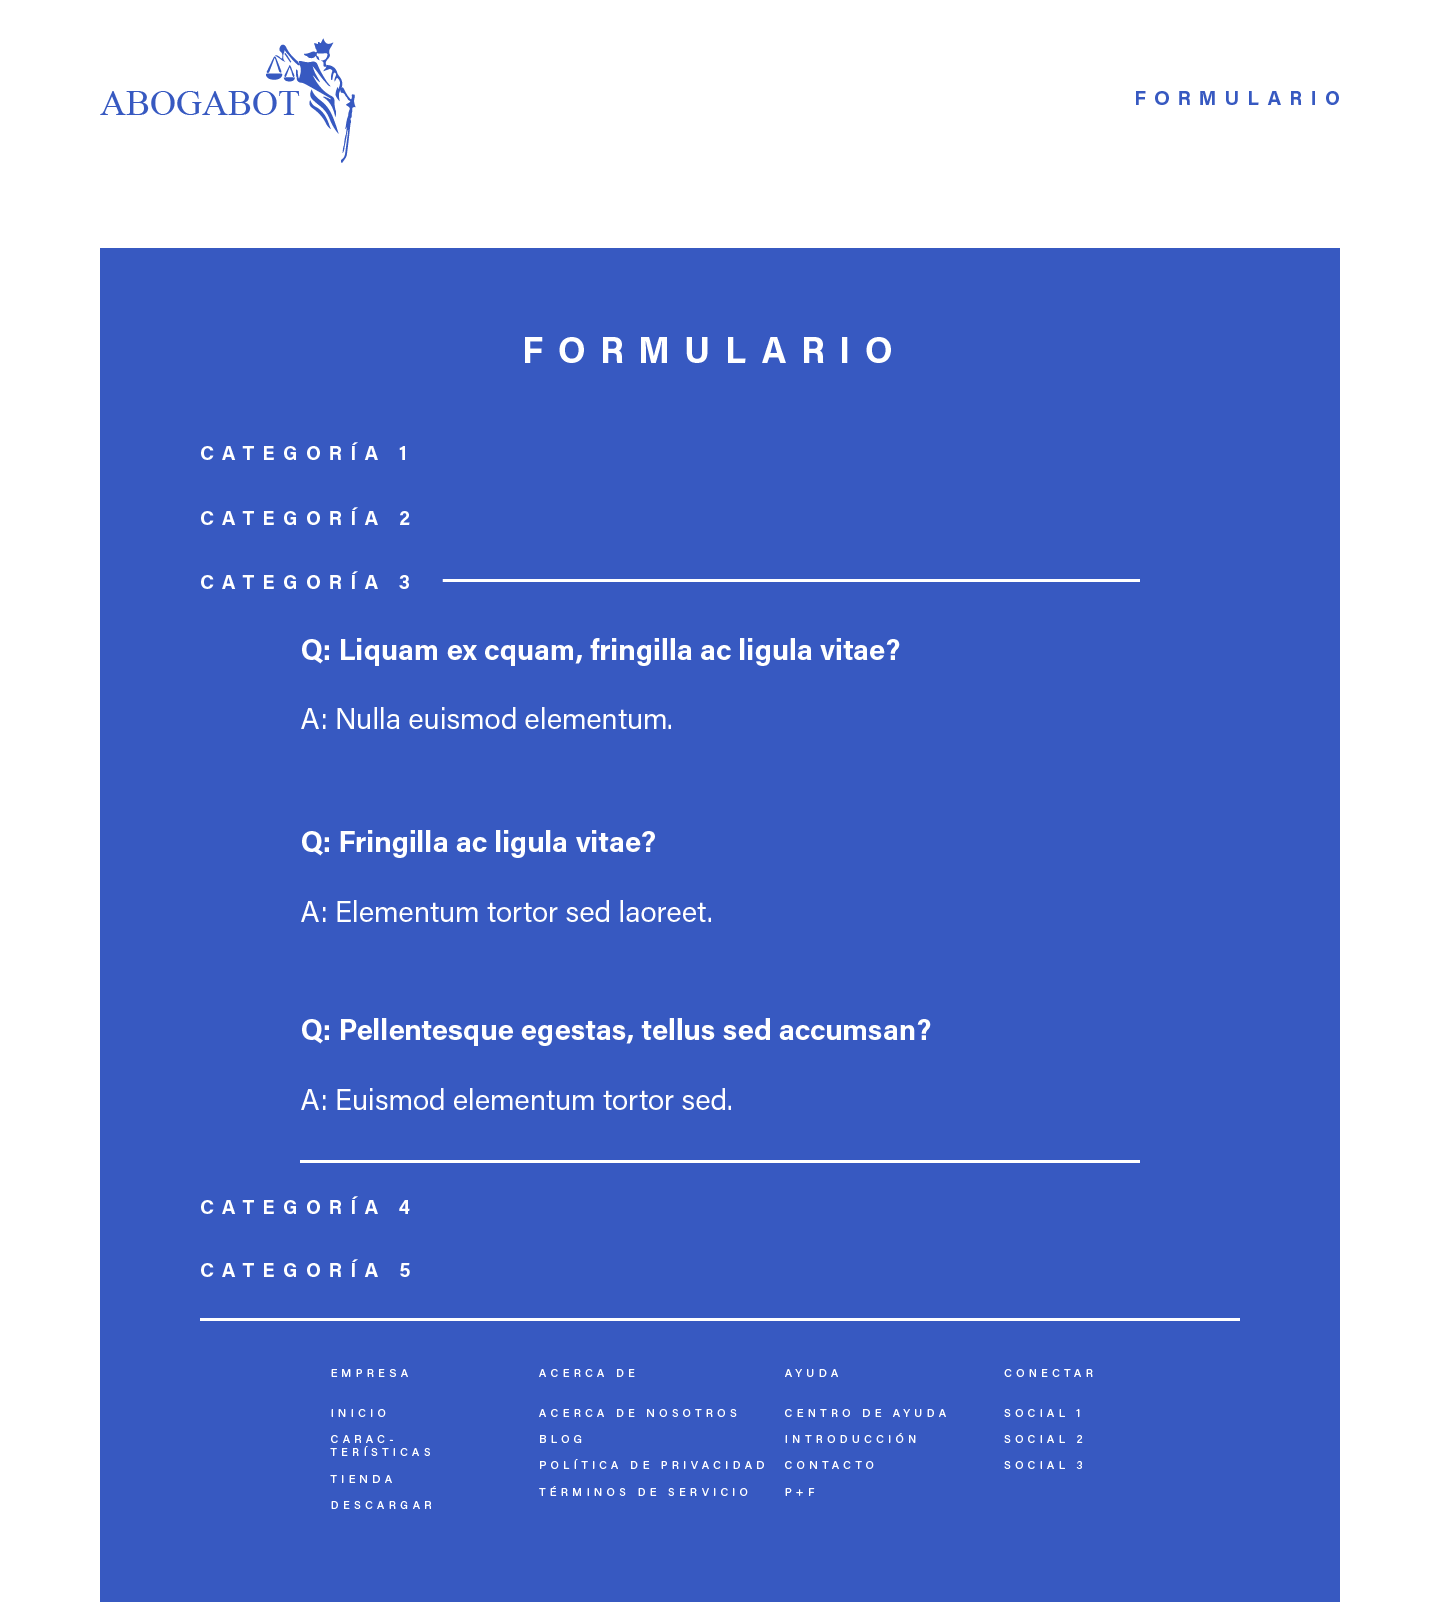 ABOGABOT
FORMULARIO
FORMULARIO
CATEGORÍA 1
CATEGORÍA 2
CATEGORÍA 3
Q: Liquam ex cquam, fringilla ac ligula vitae?
A: Nulla euismod elementum.
Q: Fringilla ac ligula vitae?
A: Elementum tortor sed laoreet.
Q: Pellentesque egestas, tellus sed accumsan?
A: Euismod elementum tortor sed.
CATEGORÍA 4
CATEGORÍA 5
EMPRESA
INICIO
CARAC-
TERÍSTICAS
TIENDA
DESCARGAR
ACERCA DE
ACERCA DE NOSOTROS
BLOG
POLÍTICA DE PRIVACIDAD
TÉRMINOS DE SERVICIO
AYUDA
CENTRO DE AYUDA
INTRODUCCIÓN
CONTACTO
P+F
CONECTAR
SOCIAL 1
SOCIAL 2
SOCIAL 3